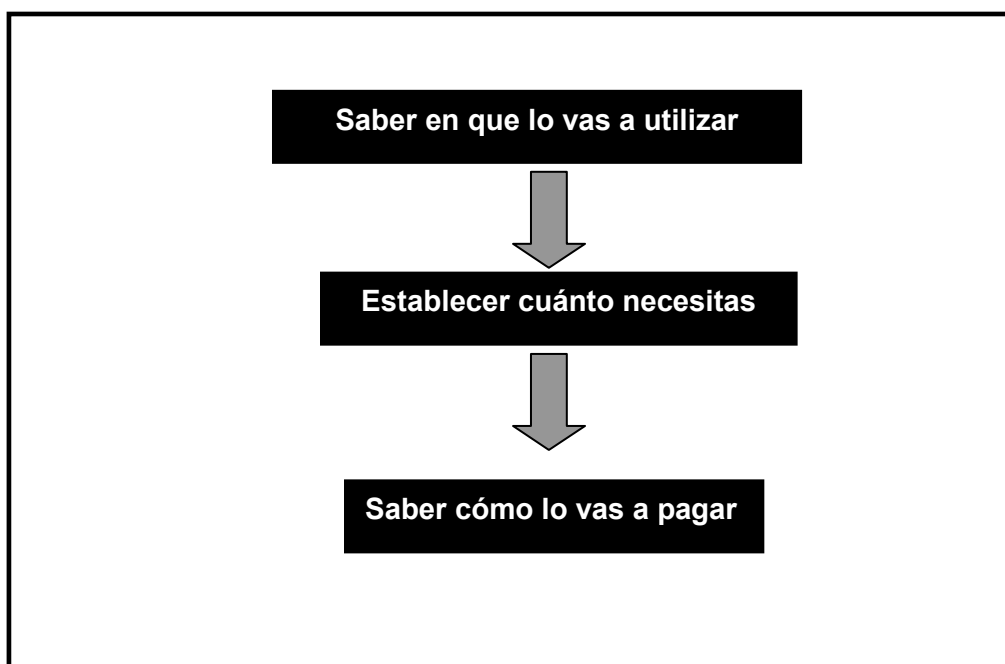 Saber en que lo vas a utilizar
Establecer cuánto necesitas
Saber cómo lo vas a pagar